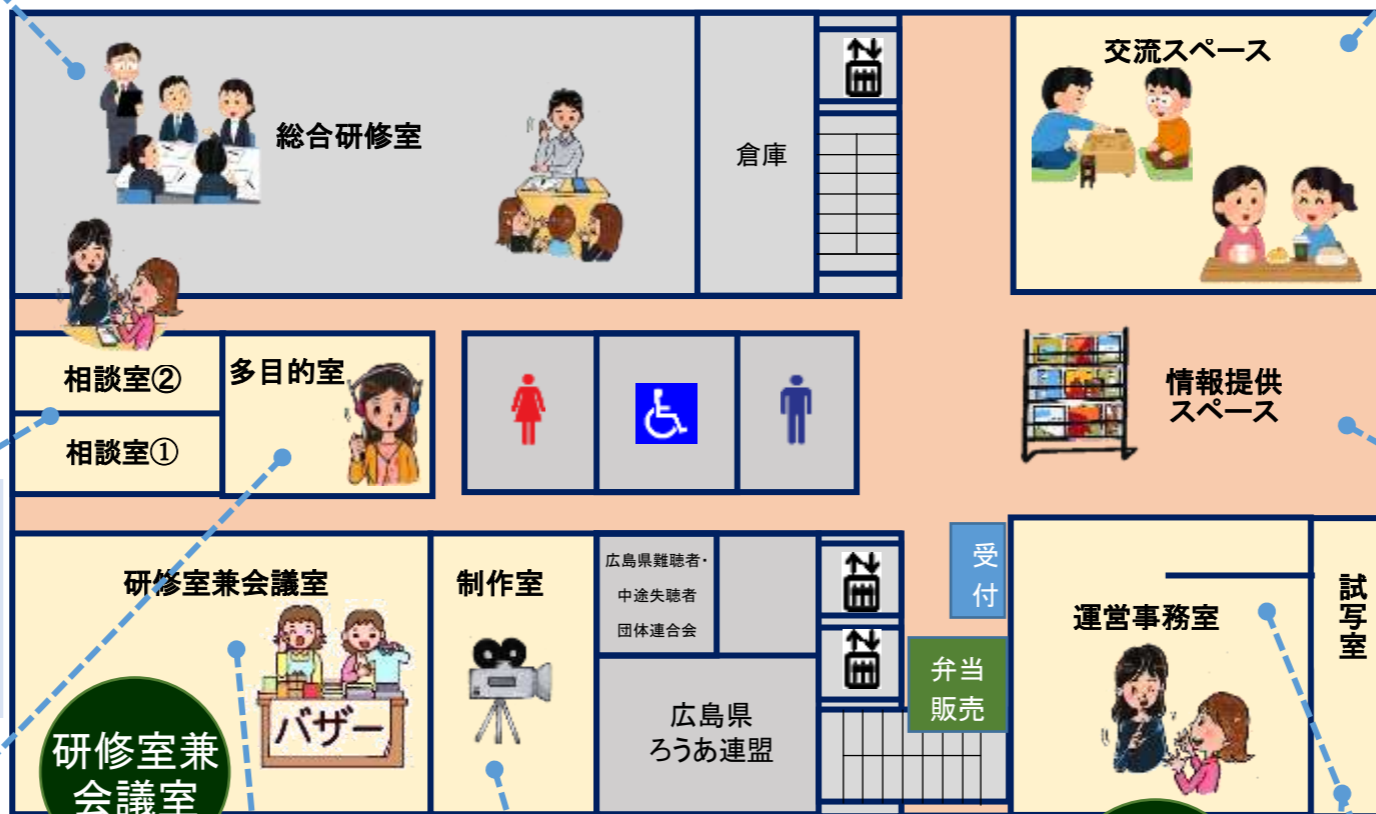 交流スペース
総合研修室
倉庫
相談室②
多目的室
相談室①
情報提供
スペース
研修室兼会議室
制作室
広島県難聴者・
中途失聴者
団体連合会
受
付
運営事務室
試
写
室
弁当
販売
広島県
ろうあ連盟
バザー
研修室兼
会議室